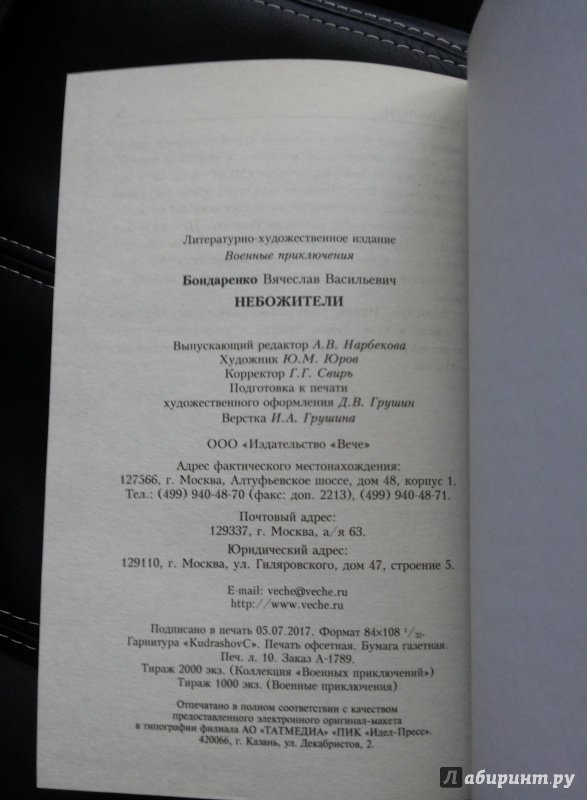 Литературно-художественное издание
Военные приключения
Бондаренко Вячеслав Васильевич
НЕБОЖИТЕЛИ
Выпускающий редактор А.В. Нарбекова
Художник Ю.М. Юров
Корректор Г.Г. Свирь
Подготовка к печати
художественного оформления Д.В. Грушин
Верстка И.А. Грушина
ООО «Издательство «Вече»
Адрес фактического местонахождения:
127566, г. Москва, Алтуфьевское шоссе, дом 48, корпус 1.
Тел.: (499) 940-48-70 (факс: доп. 2213), (499) 940-48-71.
Почтовый адрес:
129337, г. Москва, а/я 63.
Юридический адрес:
129110, г. Москва, ул. Гиляровского, дом 47, строение 5.
E-mail: veche@veche.ru
http://www.veche.ru
Подписано в печать 05.07.2017. Формат 84×108 1/32.
Гарнитура «KudrashovC». Печать офсетная. Бумага газетная.
Печ. л. 10. Заказ А-1789.
Тираж 2000 экз. (Коллекция «Военных приключений»)
Тираж 1000 экз. (Военные приключения)
Отпечатано в полном соответствии с качеством
предоставленного электронного оригинал-макета
в типографии филиала АО «ТАТМЕДИА» «ПИК «Идел-Пресс».
420066, г. Казань, ул. Декабристов, 2.
Лабиринт.ру